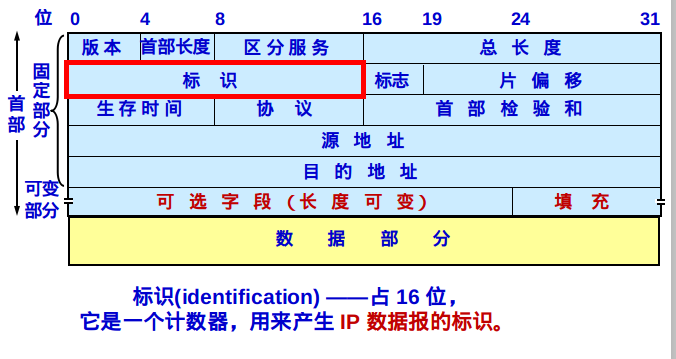 位 0 4 8 16 19 24 31
版本 首部长度 区分服务 总长度
标识 标志 片偏移
生存时间 协议 首部检验和
源地址
目的地址
可选字段（长度可变） 填充
数据部分
首部
固定部分
可变部分
标识(identification) ——占 16 位，
它是一个计数器，用来产生 IP 数据报的标识。